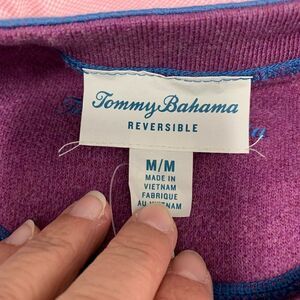 Tommy Bahama
REVERSIBLE
M/M
MADE IN
VIETNAM
FABRIQUE
AU VIETNAM